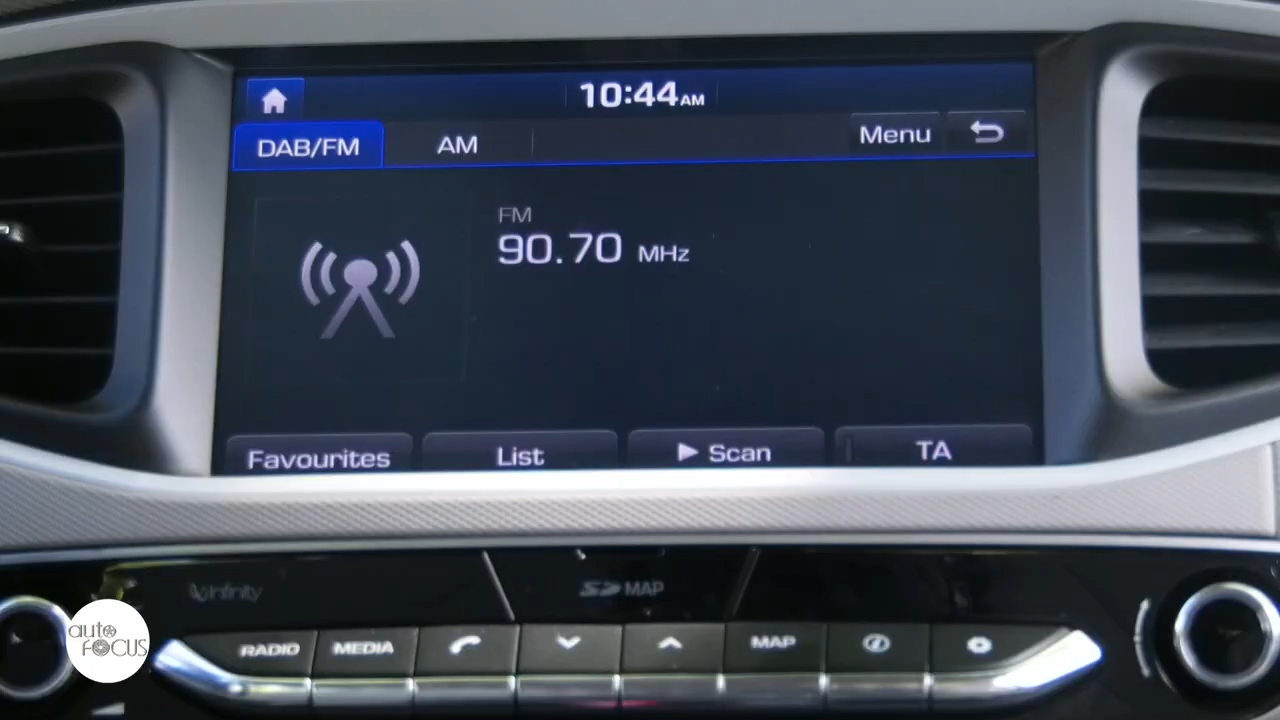 10:44 AM
DAB/FM AM Menu
FM
90.70 MHz
Favourites List Scan TA
Infinity SD MAP
RADIO MEDIA MAP
auto
FOCUS